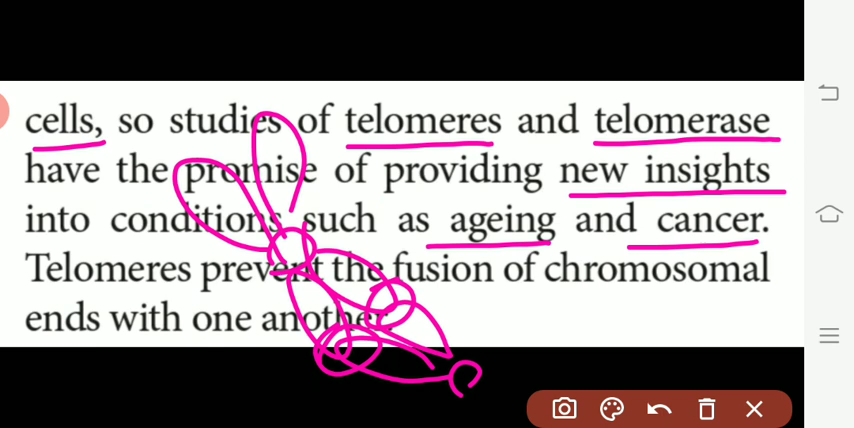 cells, so studies of telomeres and telomerase
have the promise of providing new insights
into conditions such as ageing and cancer.
Telomeres prevent the fusion of chromosomal
ends with one another.